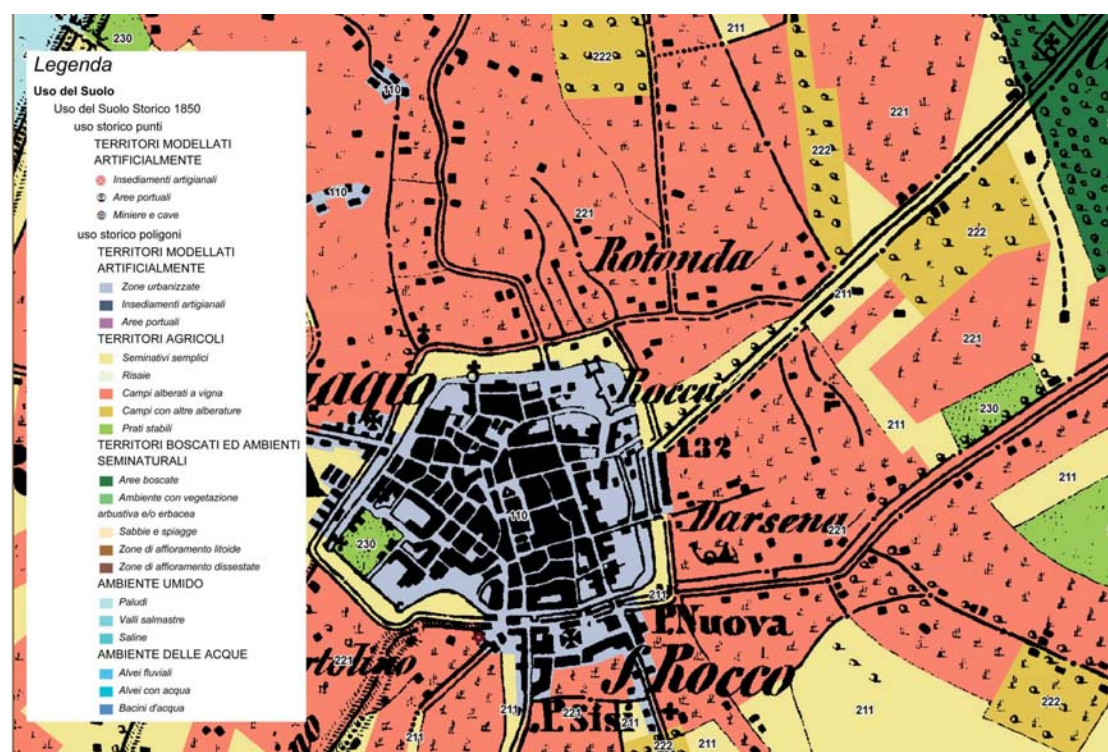 Legenda
Uso del Suolo
Uso del Suolo Storico 1850
uso storico punti
TERRITORI MODELLATI
ARTIFICIALMENTE
Insediamenti artigianali
Aree portuali
Miniere e cave
uso storico poligoni
TERRITORI MODELLATI
ARTIFICIALMENTE
Zone urbanizzate
Insediamenti artigianali
Aree portuali
TERRITORI AGRICOLI
Seminativi semplici
Risaie
Campi alberati a vigna
Campi con altre alberature
Prati stabili
TERRITORI BOSCATI ED AMBIENTI
SEMINATURALI
Aree boscate
Ambiente con vegetazione
arbustiva e/o erbacea
Sabbie e spiagge
Zone di affioramento litoide
Zone di affioramento dissestate
AMBIENTE UMIDO
Paludi
Valli salmastre
Saline
AMBIENTE DELLE ACQUE
Alvei fluviali
Alvei con acqua
Bacini d'acqua
230
211
222
110
221
222
110
221
222
Rotonda
211
221
Rocca
230
211
132
211
110
Darsena
221
230
211
P. Nuova
221
S. Rocco
211
222
211
P.sisi
221
211
211
222
211